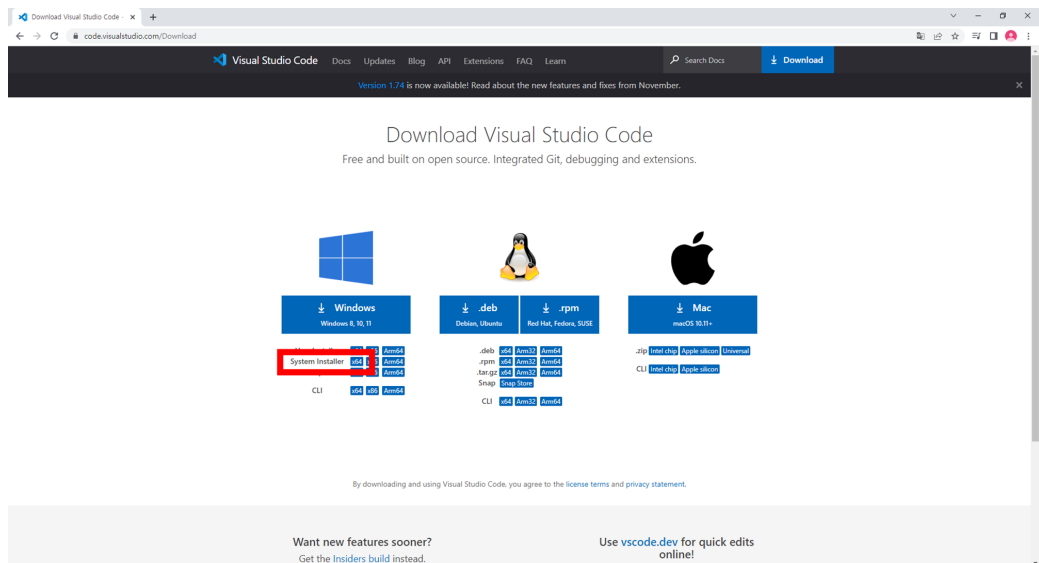 Download Visual Studio Code -
code.visualstudio.com/Download
Visual Studio Code Docs Updates Blog API Extensions FAQ Learn Search Docs Download
Version 1.74 is now available! Read about the new features and fixes from November.
Download Visual Studio Code
Free and built on open source. Integrated Git, debugging and extensions.
Windows
Windows 8, 10, 11
.deb
Debian, Ubuntu
.rpm
Red Hat, Fedora, SUSE
Mac
macOS 10.11+
Arm64
System Installer x64 Arm64
Arm64
CLI x64 x86 Arm64
.deb x64 Arm32 Arm64
.rpm x64 Arm32 Arm64
.tar.gz x64 Arm32 Arm64
Snap Snap Store
CLI x64 Arm32 Arm64
.zip Intel chip Apple silicon Universal
CLI Intel chip Apple silicon
By downloading and using Visual Studio Code, you agree to the license terms and privacy statement.
Want new features sooner?
Get the Insiders build instead.
Use vscode.dev for quick edits
online!